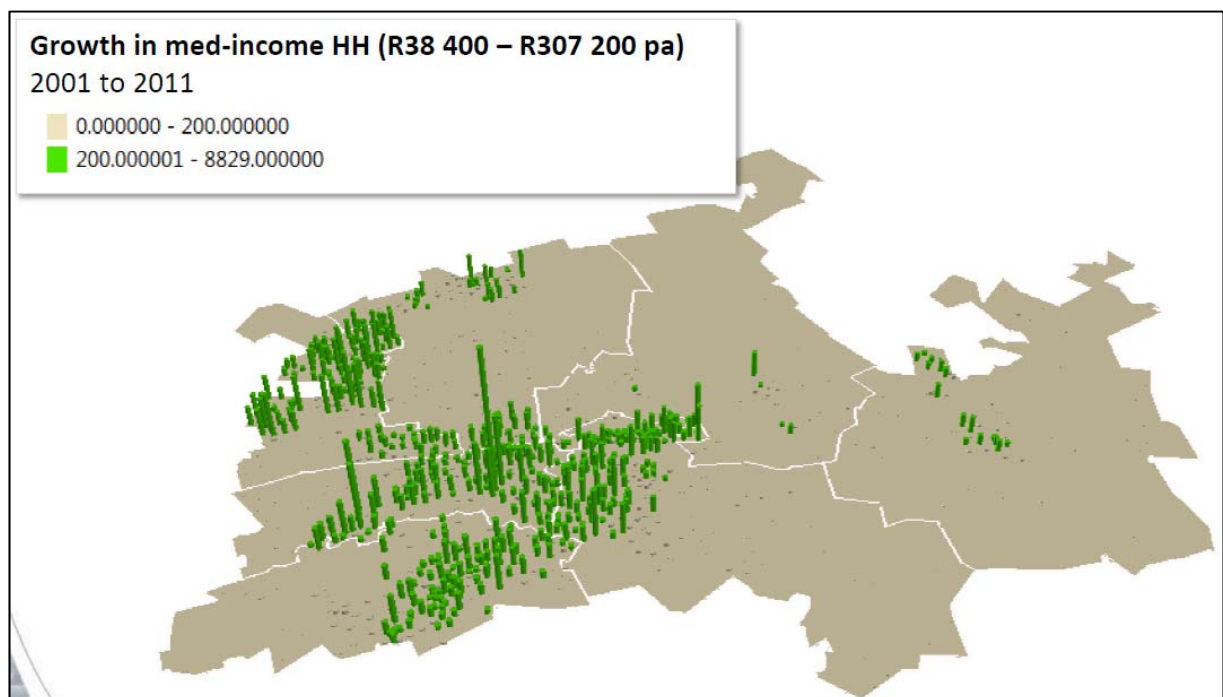 Growth in med-income HH (R38 400 – R307 200 pa)
2001 to 2011
0.000000 - 200.000000
200.000001 - 8829.000000